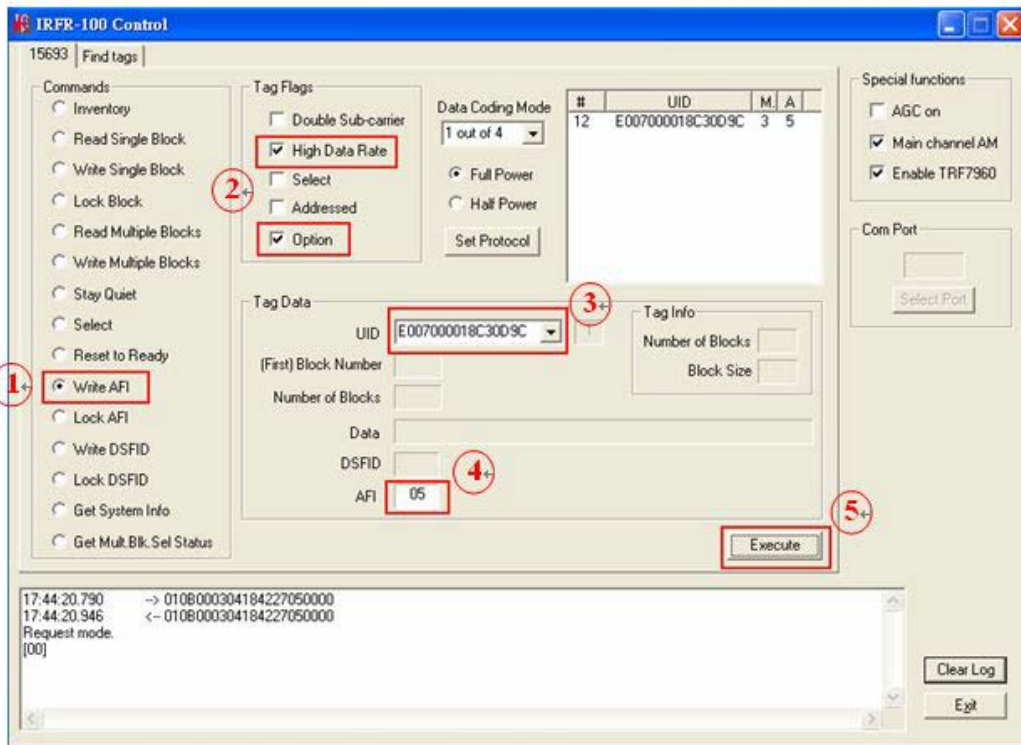 IRFR-100 Control
15693 Find tags
Commands
Inventory
Read Single Block
Write Single Block
Lock Block
Read Multiple Blocks
Write Multiple Blocks
Stay Quiet
Select
Reset to Ready
1
Write AFI
Lock AFI
Write DSFID
Lock DSFID
Get System Info
Get Mult.Blk.Sel Status
Tag Flags
Double Sub-carrier
High Data Rate
2
Select
Addressed
Option
Data Coding Mode
1 out of 4
Full Power
Half Power
Set Protocol
# UID M. A
12 E007000018C30D9C 3 5
Special functions
AGC on
Main channel AM
Enable TRF7960
Com Port
Select Port
Tag Data
UID E007000018C30D9C
3
(First) Block Number
Number of Blocks
Data
DSFID
4
AFI 05
Tag Info
Number of Blocks
Block Size
5
Execute
17:44:20.790 --> 010B000304184227050000
17:44:20.946 <-- 010B000304184227050000
Request mode.
[00]
Clear Log
Exit